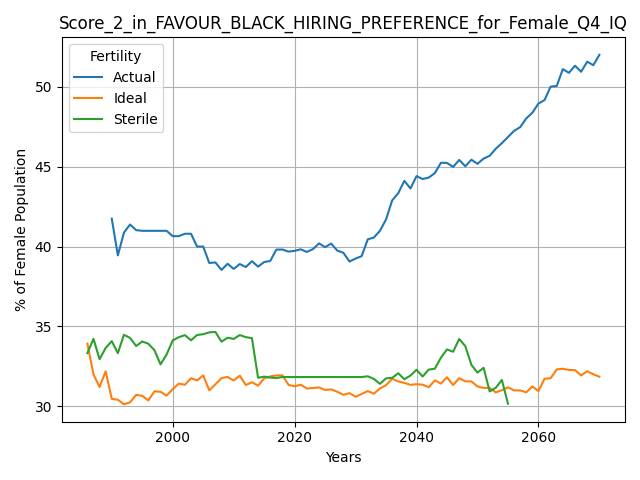 Score_2_in_FAVOUR_BLACK_HIRING_PREFERENCE_for_Female_Q4_IQ
Fertility
Actual
Ideal
Sterile
% of Female Population
50
45
40
35
30
2000
2020
2040
2060
Years